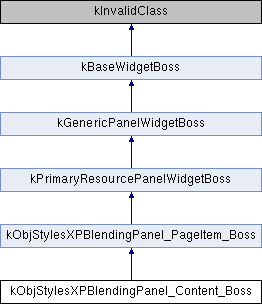 kInvalidClass
kBaseWidgetBoss
kGenericPanelWidgetBoss
kPrimaryResourcePanelWidgetBoss
kObjStylesXPBlendingPanel_PageItem_Boss
kObjStylesXPBlendingPanel_Content_Boss